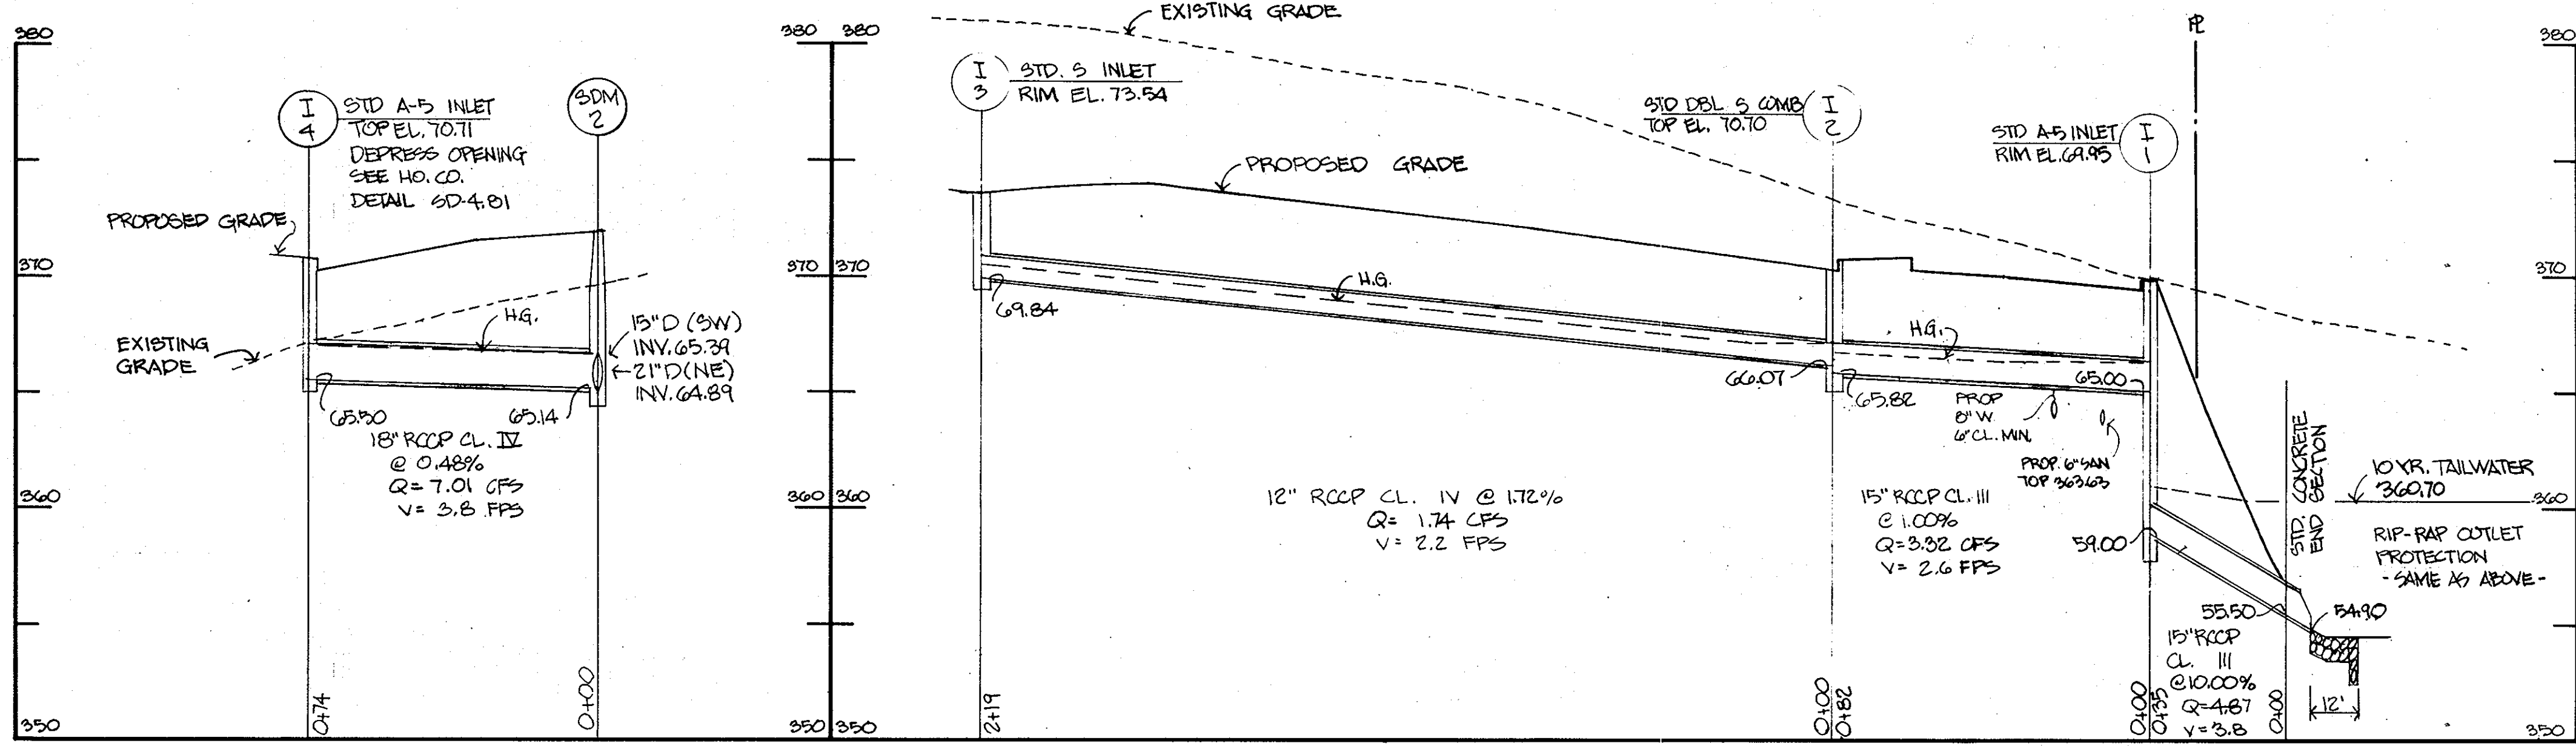 380
370
360
350
I
4
STD A-5 INLET
TOP EL. 70.71
DEPRESS OPENING
SEE HO. CO.
DETAIL SD-4.81
SDM
2
PROPOSED GRADE
EXISTING
GRADE
H.G.
15"D (SW)
INV. 65.39
21"D (NE)
INV. 64.89
65.50
65.14
18" RCCP CL. IV
@ 0.48%
Q= 7.01 CFS
V= 3.8 FPS
0+74
0+00
380 380
370 370
360 360
350 350
EXISTING GRADE
I
3
STD. S INLET
RIM EL. 73.54
PROPOSED GRADE
STD DBL S COMB
TOP EL. 70.70
I
2
STD A-5 INLET
RIM EL. 69.95
I
1
PL
H.G.
69.84
66.07
65.82
H.G.
65.00
PROP
8" W
6" CL. MIN.
PROP. 6" SAN
TOP 363.63
12" RCCP CL. IV @ 1.72%
Q= 1.74 CFS
V= 2.2 FPS
15" RCCP CL. III
@ 1.00%
Q=3.32 CFS
V= 2.6 FPS
59.00
STD. CONCRETE
END SECTION
10 YR. TAILWATER
360.70
RIP-RAP OUTLET
PROTECTION
- SAME AS ABOVE -
55.50
54.90
15" RCCP
CL. III
@ 10.00%
Q=4.87
V=3.8
12'
2+19
0+00
0+82
0+00
0+35
0+00
380
370
360
350